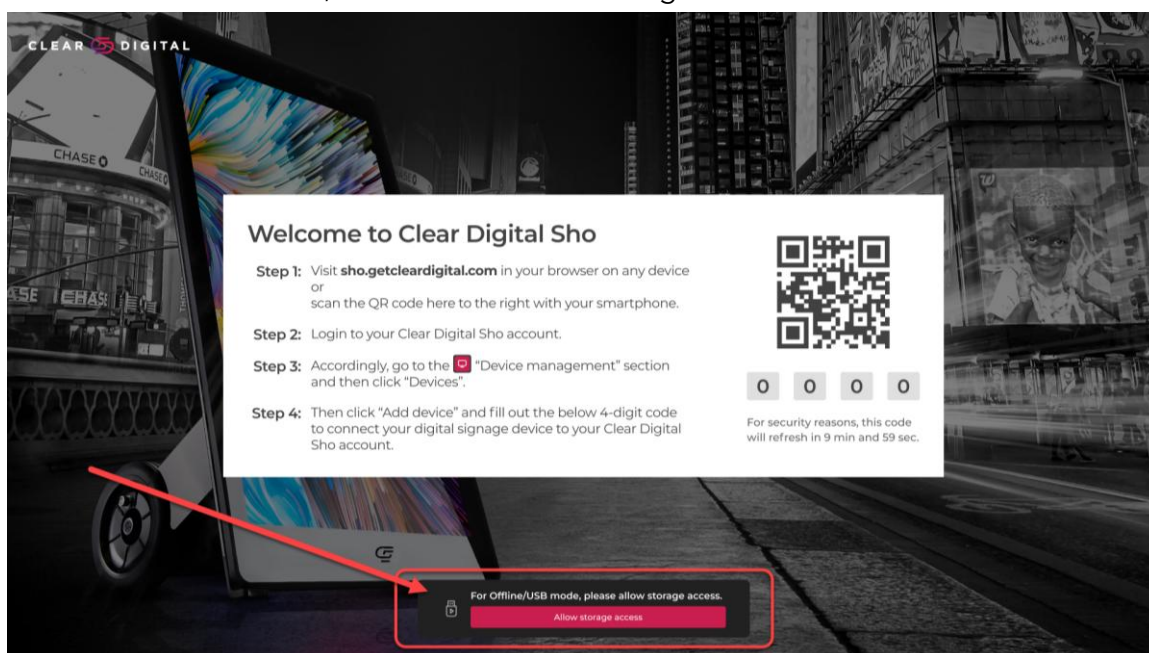 CLEAR DIGITAL
CHASE
CHASE
Welcome to Clear Digital Sho
Step 1: Visit sho.getcleardigital.com in your browser on any device
or
scan the QR code here to the right with your smartphone.
Step 2: Login to your Clear Digital Sho account.
Step 3: Accordingly, go to the "Device management" section
and then click "Devices".
Step 4: Then click "Add device" and fill out the below 4-digit code
to connect your digital signage device to your Clear Digital
Sho account.
0 0 0 0
For security reasons, this code
will refresh in 9 min and 59 sec.
CHASE
For Offline/USB mode, please allow storage access.
Allow storage access